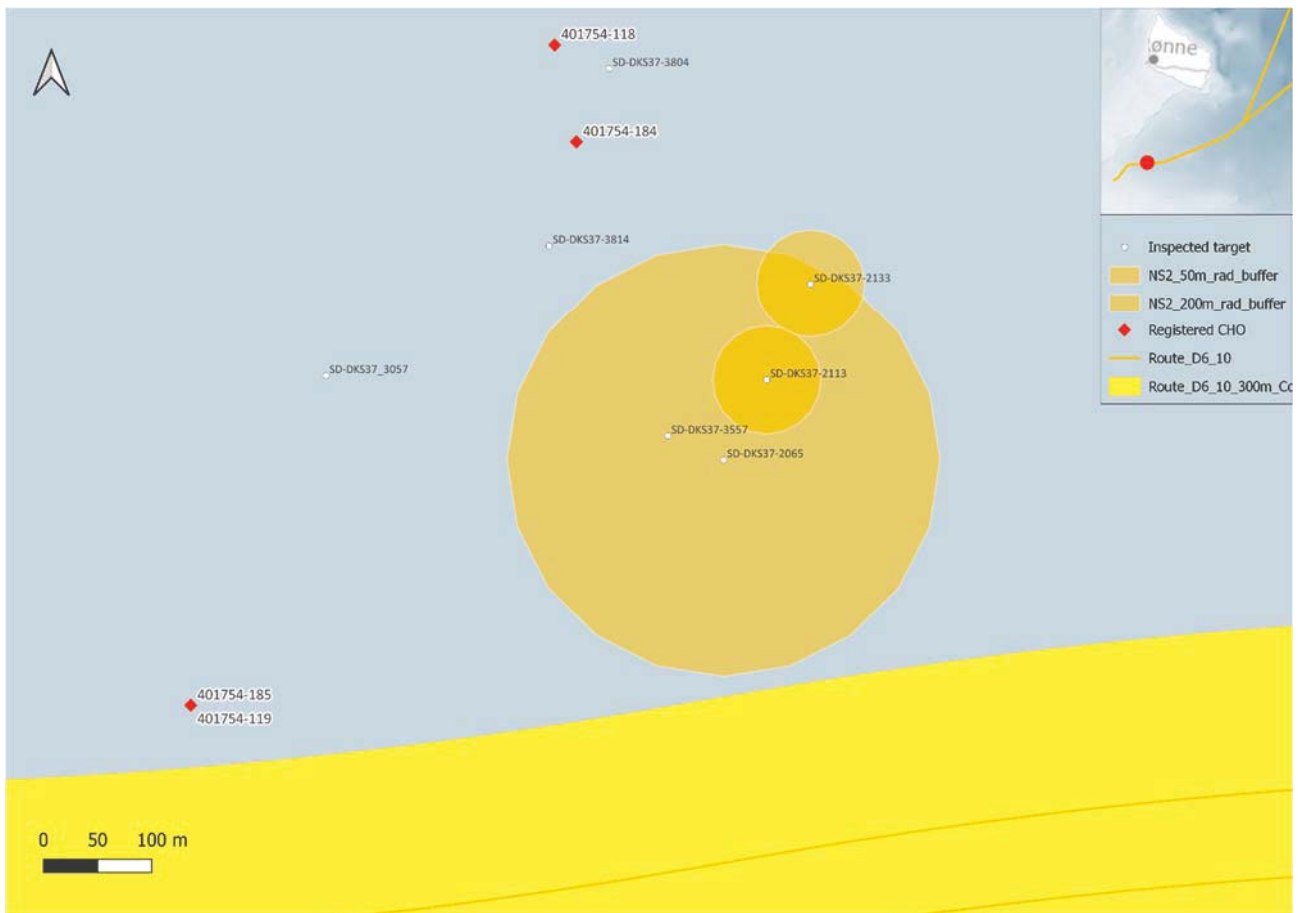 401754-118
SD-DKS37-3804
401754-184
SD-DKS37-3814
SD-DKS37-2133
SD-DKS37_3057
SD-DKS37-2113
SD-DKS37-3557
SD-DKS37-2065
401754-185
401754-119
0 50 100 m
ønne
Inspected target
NS2_50m_rad_buffer
NS2_200m_rad_buffer
Registered CHO
Route_D6_10
Route_D6_10_300m_Co